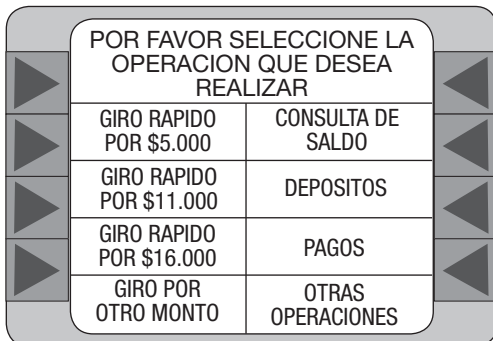 POR FAVOR SELECCIONE LA
OPERACION QUE DESEA
REALIZAR
GIRO RAPIDO
POR $5.000
CONSULTA DE
SALDO
GIRO RAPIDO
POR $11.000
DEPOSITOS
GIRO RAPIDO
POR $16.000
PAGOS
GIRO POR
OTRO MONTO
OTRAS
OPERACIONES